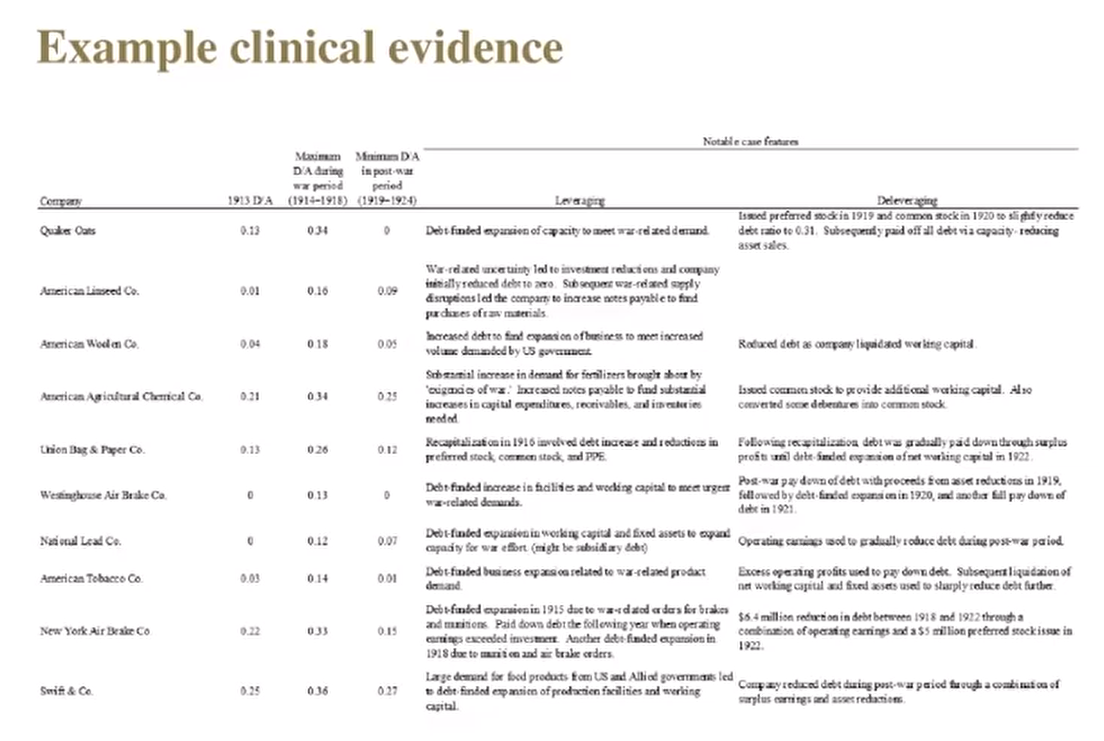 Example clinical evidence
Notable case features
Maximum Minimum D/A
D/A during in post-war
war period period
Company 1913 D/A (1914-1918) (1919-1924) Leveraging Deleveraging
Issued preferred stock in 1919 and common stock in 1920 to slightly reduce
Quaker Oats 0.13 0.34 0 Debt-funded expansion of capacity to meet war-related demand. debt ratio to 0.31. Subsequently paid off all debt via capacity-reducing
asset sales.
War-related uncertainty led to investment reductions and company
American Linseed Co. 0.01 0.16 0.09 initially reduced debt to zero. Subsequent war-related supply
disruptions led the company to increase notes payable to fund
purchases of raw materials.
American Woolen Co. 0.04 0.18 0.05 Increased debt to fund expansion of business to meet increased
volume demanded by US government. Reduced debt as company liquidated working capital.
Substantial increase in demand for fertilizers brought about by
American Agricultural Chemical Co. 0.21 0.34 0.25 'exigencies of war.' Increased notes payable to fund substantial Issued common stock to provide additional working capital. Also
increases in capital expenditures, receivables, and inventories converted some debentures into common stock.
needed.
Union Bag & Paper Co. 0.13 0.26 0.12 Recapitalization in 1916 involved debt increase and reductions in Following recapitalization, debt was gradually paid down through surplus
preferred stock, common stock, and PPE. profits until debt-funded expansion of net working capital in 1922.
Westinghouse Air Brake Co. 0 0.13 0 Debt-funded increase in facilities and working capital to meet urgent Post-war pay down of debt with proceeds from asset reductions in 1919,
war-related demands. followed by debt-funded expansion in 1920, and another full pay down of
debt in 1921.
National Lead Co. 0 0.12 0.07 Debt-funded expansion in working capital and fixed assets to expand Operating earnings used to gradually reduce debt during post-war period.
capacity for war effort. (might be subsidiary debt)
American Tobacco Co. 0.03 0.14 0.01 Debt-funded business expansion related to war-related product Excess operating profits used to pay down debt. Subsequent liquidation of
demand. net working capital and fixed assets used to sharply reduce debt further.
Debt-funded expansion in 1915 due to war-related orders for brakes
New York Air Brake Co. 0.22 0.33 0.15 and munitions. Paid down debt the following year when operating $6.4 million reduction in debt between 1918 and 1922 through a
earnings exceeded investment. Another debt-funded expansion in combination of operating earnings and a $5 million preferred stock issue in
1918 due to munition and air brake orders. 1922.
Large demand for food products from US and Allied governments led
Swift & Co. 0.25 0.36 0.27 to debt-funded expansion of production facilities and working Company reduced debt during post-war period through a combination of
capital. surplus earnings and asset reductions.